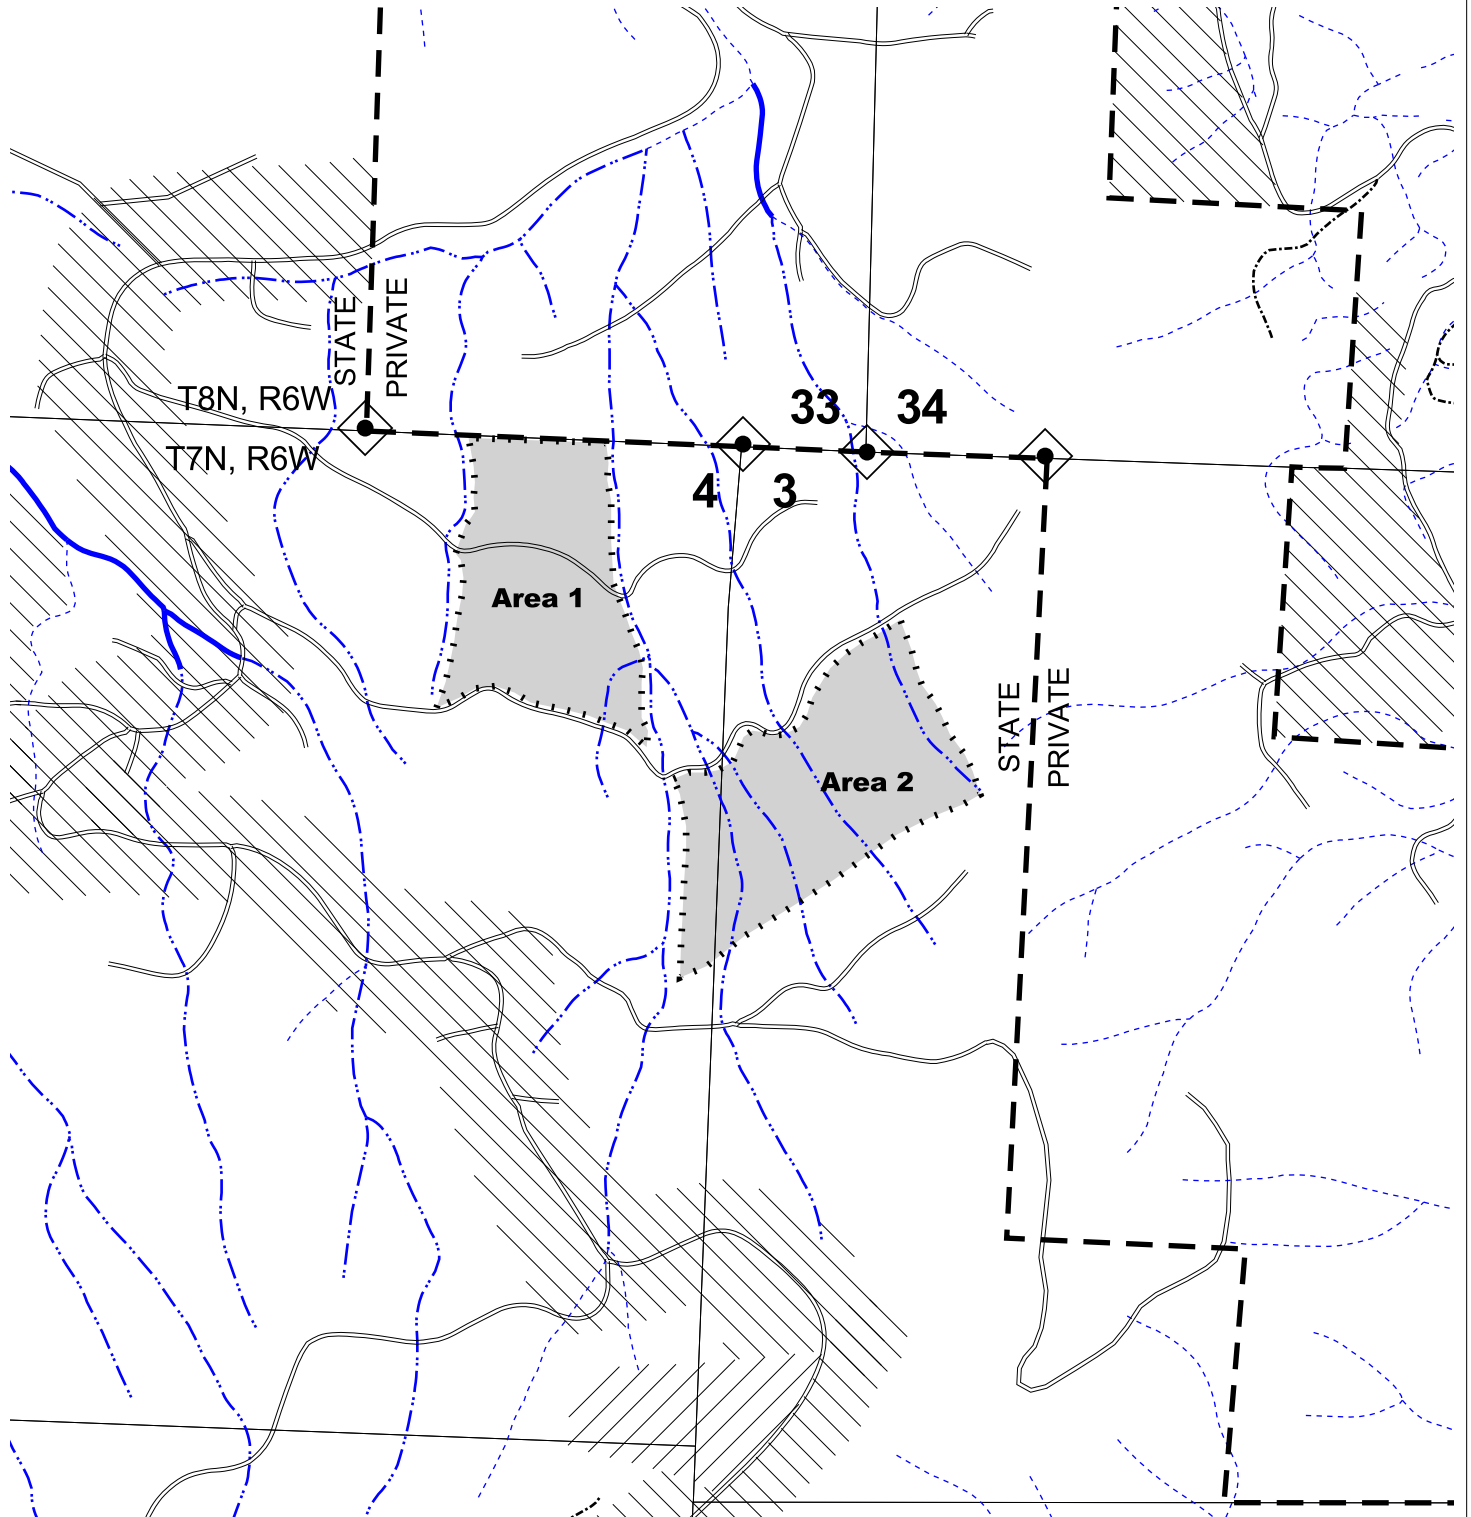 STATE
PRIVATE
T8N, R6W
33
34
T7N, R6W
4
3
Area 1
STATE
PRIVATE
Area 2